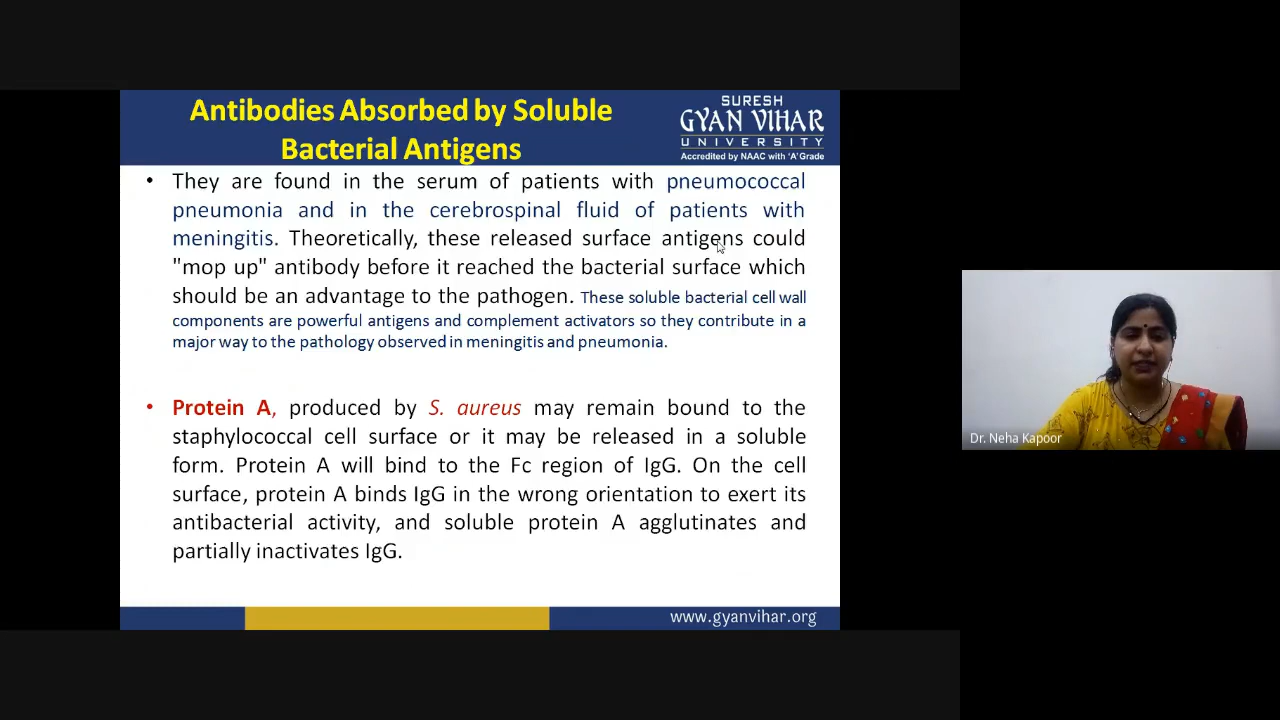 Antibodies Absorbed by Soluble
Bacterial Antigens
SURESH
GYAN VIHAR
UNIVERSITY
Accredited by NAAC with 'A' Grade
• They are found in the serum of patients with pneumococcal
pneumonia and in the cerebrospinal fluid of patients with
meningitis. Theoretically, these released surface antigens could
"mop up" antibody before it reached the bacterial surface which
should be an advantage to the pathogen. These soluble bacterial cell wall
components are powerful antigens and complement activators so they contribute in a
major way to the pathology observed in meningitis and pneumonia.
• Protein A, produced by S. aureus may remain bound to the
staphylococcal cell surface or it may be released in a soluble
form. Protein A will bind to the Fc region of IgG. On the cell
surface, protein A binds IgG in the wrong orientation to exert its
antibacterial activity, and soluble protein A agglutinates and
partially inactivates IgG.
www.gyanvihar.org
Dr. Neha Kapoor